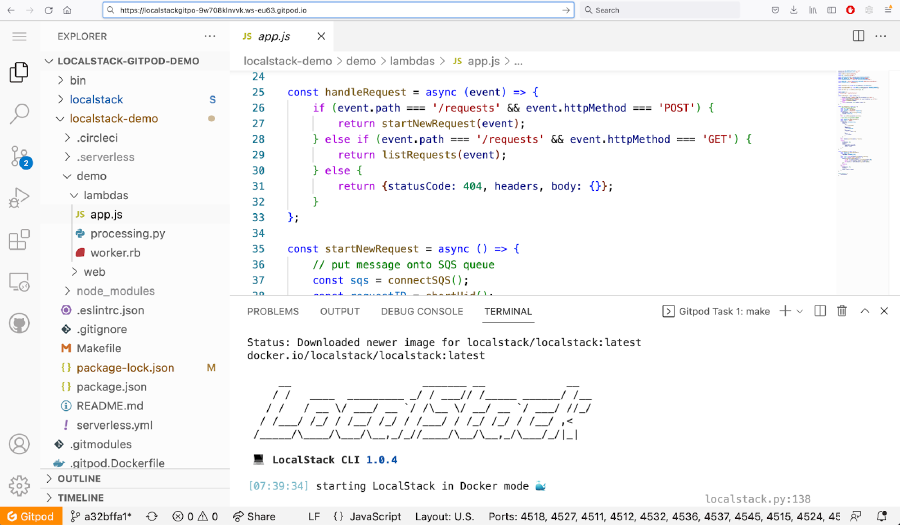 https://localstackgitpo-9w708klnvvk.ws-eu63.gitpod.io
Search
EXPLORER
LOCALSTACK-GITPOD-DEMO
bin
localstack S
localstack-demo
.circleci
.serverless
demo
lambdas
JS app.js
processing.py
worker.rb
web
node_modules
.eslintrc.json
.gitignore
Makefile
package-lock.json M
package.json
README.md
serverless.yml
.gitmodules
.gitpod.Dockerfile
OUTLINE
TIMELINE
2
JS app.js
localstack-demo > demo > lambdas > JS app.js > ...
24
25 const handleRequest = async (event) => {
26 if (event.path === '/requests' && event.httpMethod === 'POST') {
27 return startNewRequest(event);
28 } else if (event.path === '/requests' && event.httpMethod === 'GET') {
29 return listRequests(event);
30 } else {
31 return {statusCode: 404, headers, body: {}};
32 }
33 };
34
35 const startNewRequest = async () => {
36 // put message onto SQS queue
37 const sqs = connectSQS();
38 const requestID = shortUid();
PROBLEMS OUTPUT DEBUG CONSOLE TERMINAL Gitpod Task 1: make
Status: Downloaded newer image for localstack/localstack:latest
docker.io/localstack/localstack:latest
LocalStack CLI 1.0.4
[07:39:34] starting LocalStack in Docker mode
localstack.py:138
Gitpod a32bffa1* 0 0 Share LF {} JavaScript Layout: U.S. Ports: 4518, 4527, 4511, 4512, 4532, 4536, 4537, 4545, 4515, 4524, 45